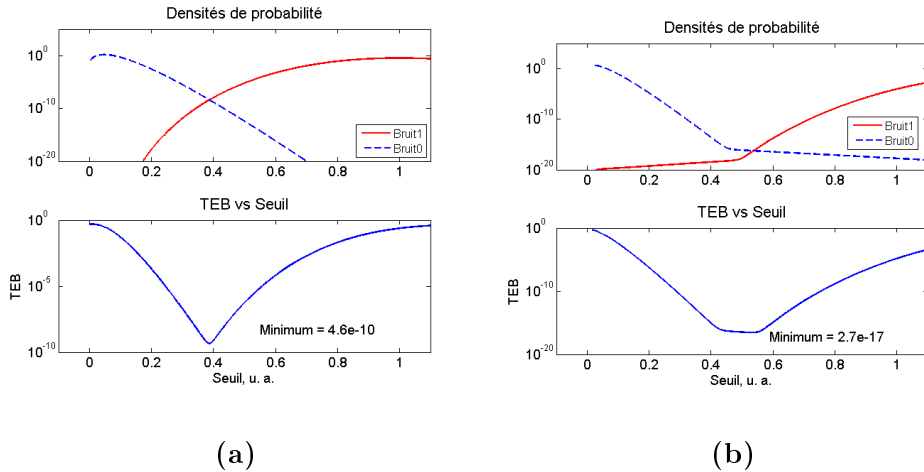 Densités de probabilité
10^0
10^-10
10^-20
Bruit1
Bruit0
0 0.2 0.4 0.6 0.8 1
TEB vs Seuil
TEB
10^0
10^-5
10^-10
Minimum = 4.6e-10
0 0.2 0.4 0.6 0.8 1
Seuil, u. a.
(a)
Densités de probabilité
10^0
10^-10
10^-20
Bruit1
Bruit0
0 0.2 0.4 0.6 0.8 1
TEB vs Seuil
TEB
10^0
10^-10
10^-20
Minimum = 2.7e-17
0 0.2 0.4 0.6 0.8 1
Seuil, u. a.
(b)